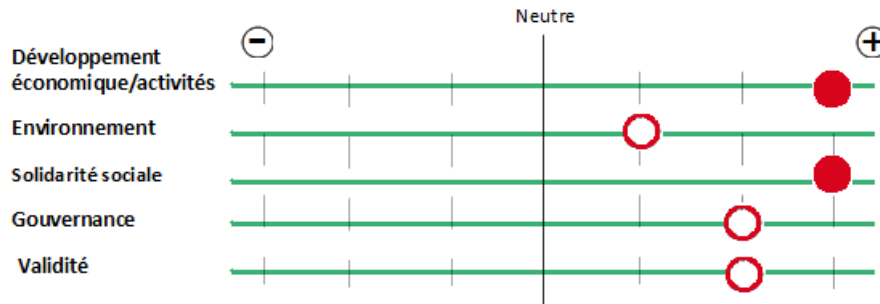 Neutre
− +
Développement
économique/activités
Environnement
Solidarité sociale
Gouvernance
Validité